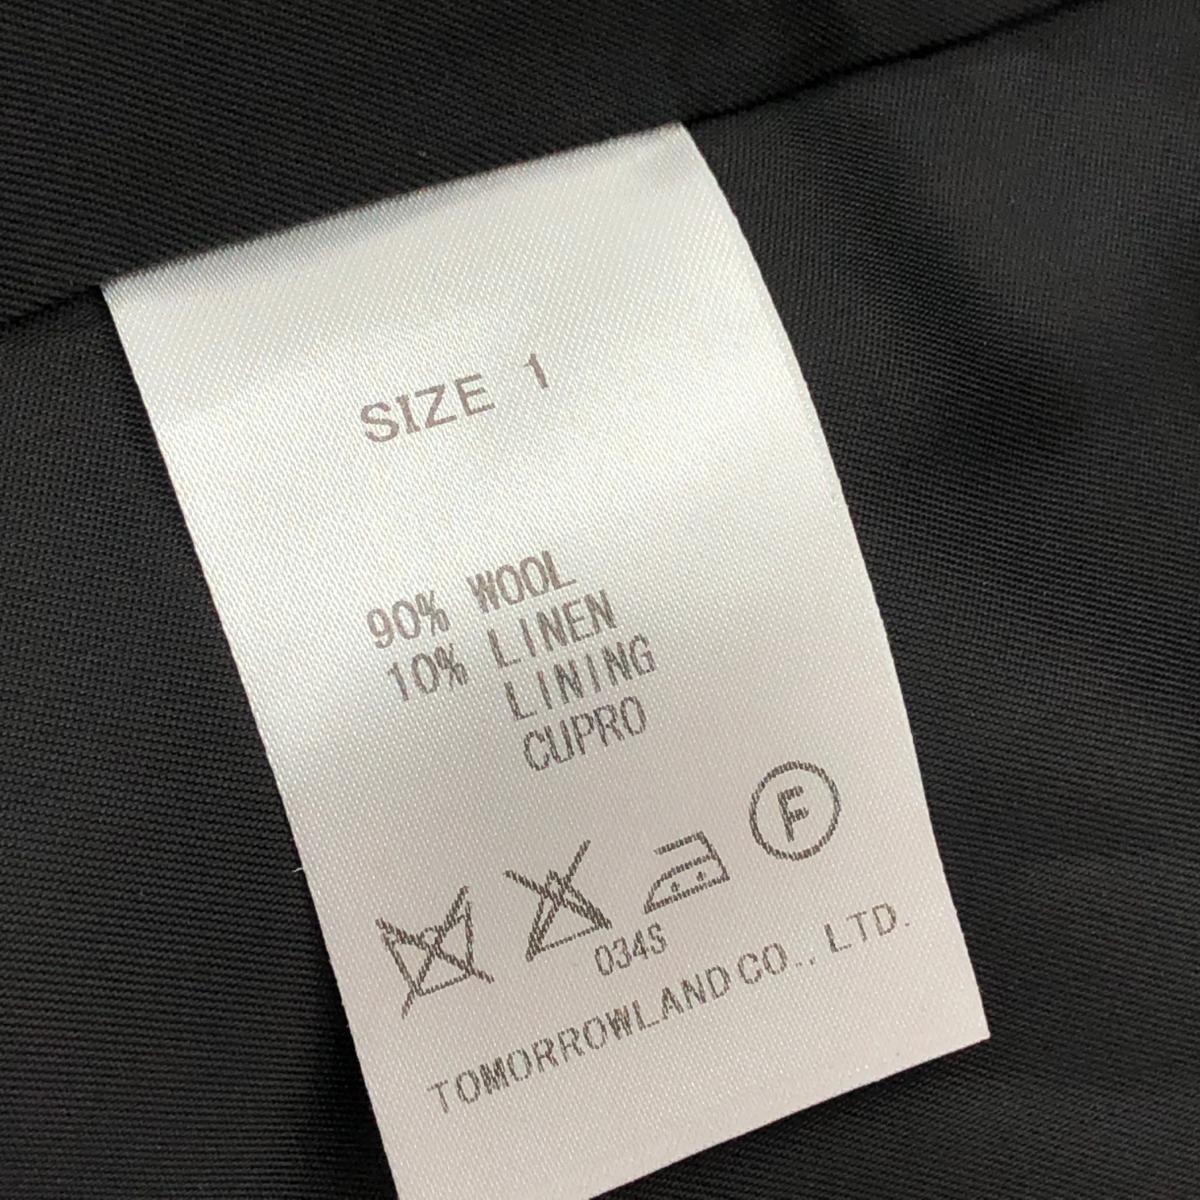 SIZE 1
90% WOOL
10% LINEN
LINING
CUPRO
F
034S
TOMORROWLAND CO., LTD.